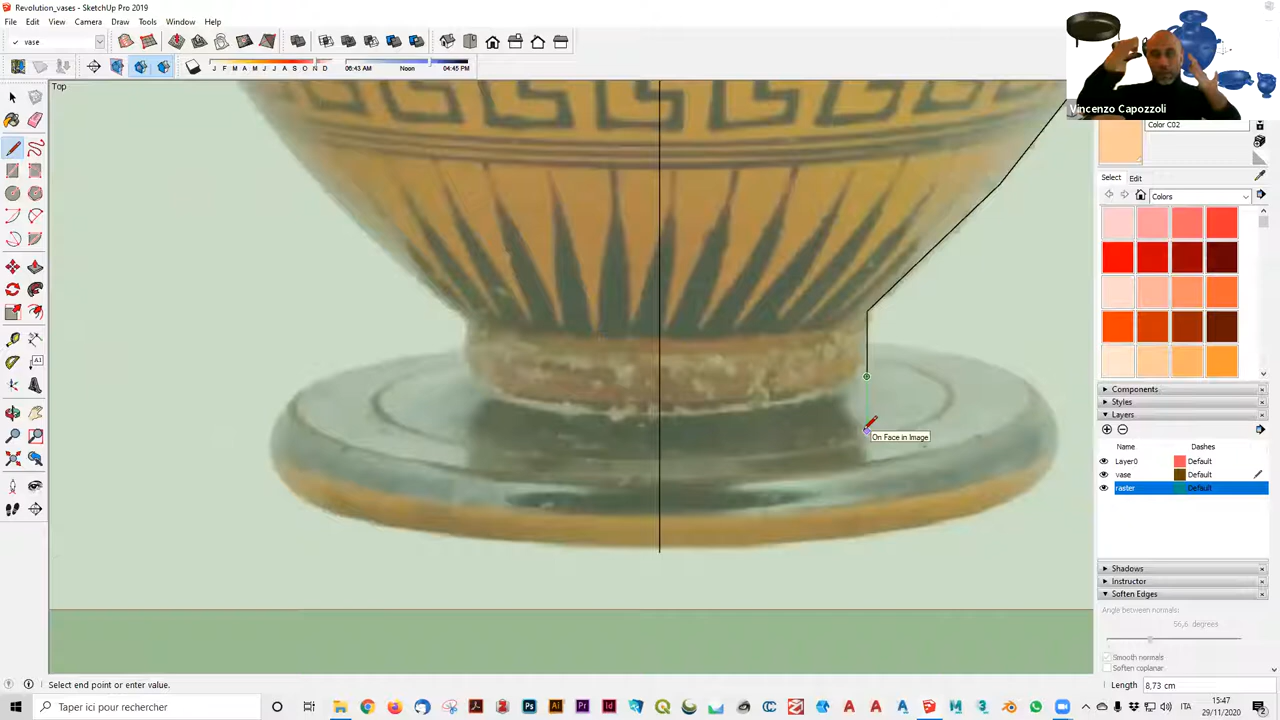 Revolution_vases - SketchUp Pro 2019
File Edit View Camera Draw Tools Window Help
vase
J F M A M J J A S O N D
06:43 AM Noon 04:45 PM
Top
Vincenzo Capozzoli
Color C02
Select Edit
Colors
On Face in Image
Components
Styles
Layers
Name Dashes
Layer0 Default
vase Default
raster Default
Shadows
Instructor
Soften Edges
Angle between normals:
56,6 degrees
Smooth normals
Soften coplanar
Select end point or enter value.
Length 8,73 cm
Taper ici pour rechercher
ITA
15:47
29/11/2020